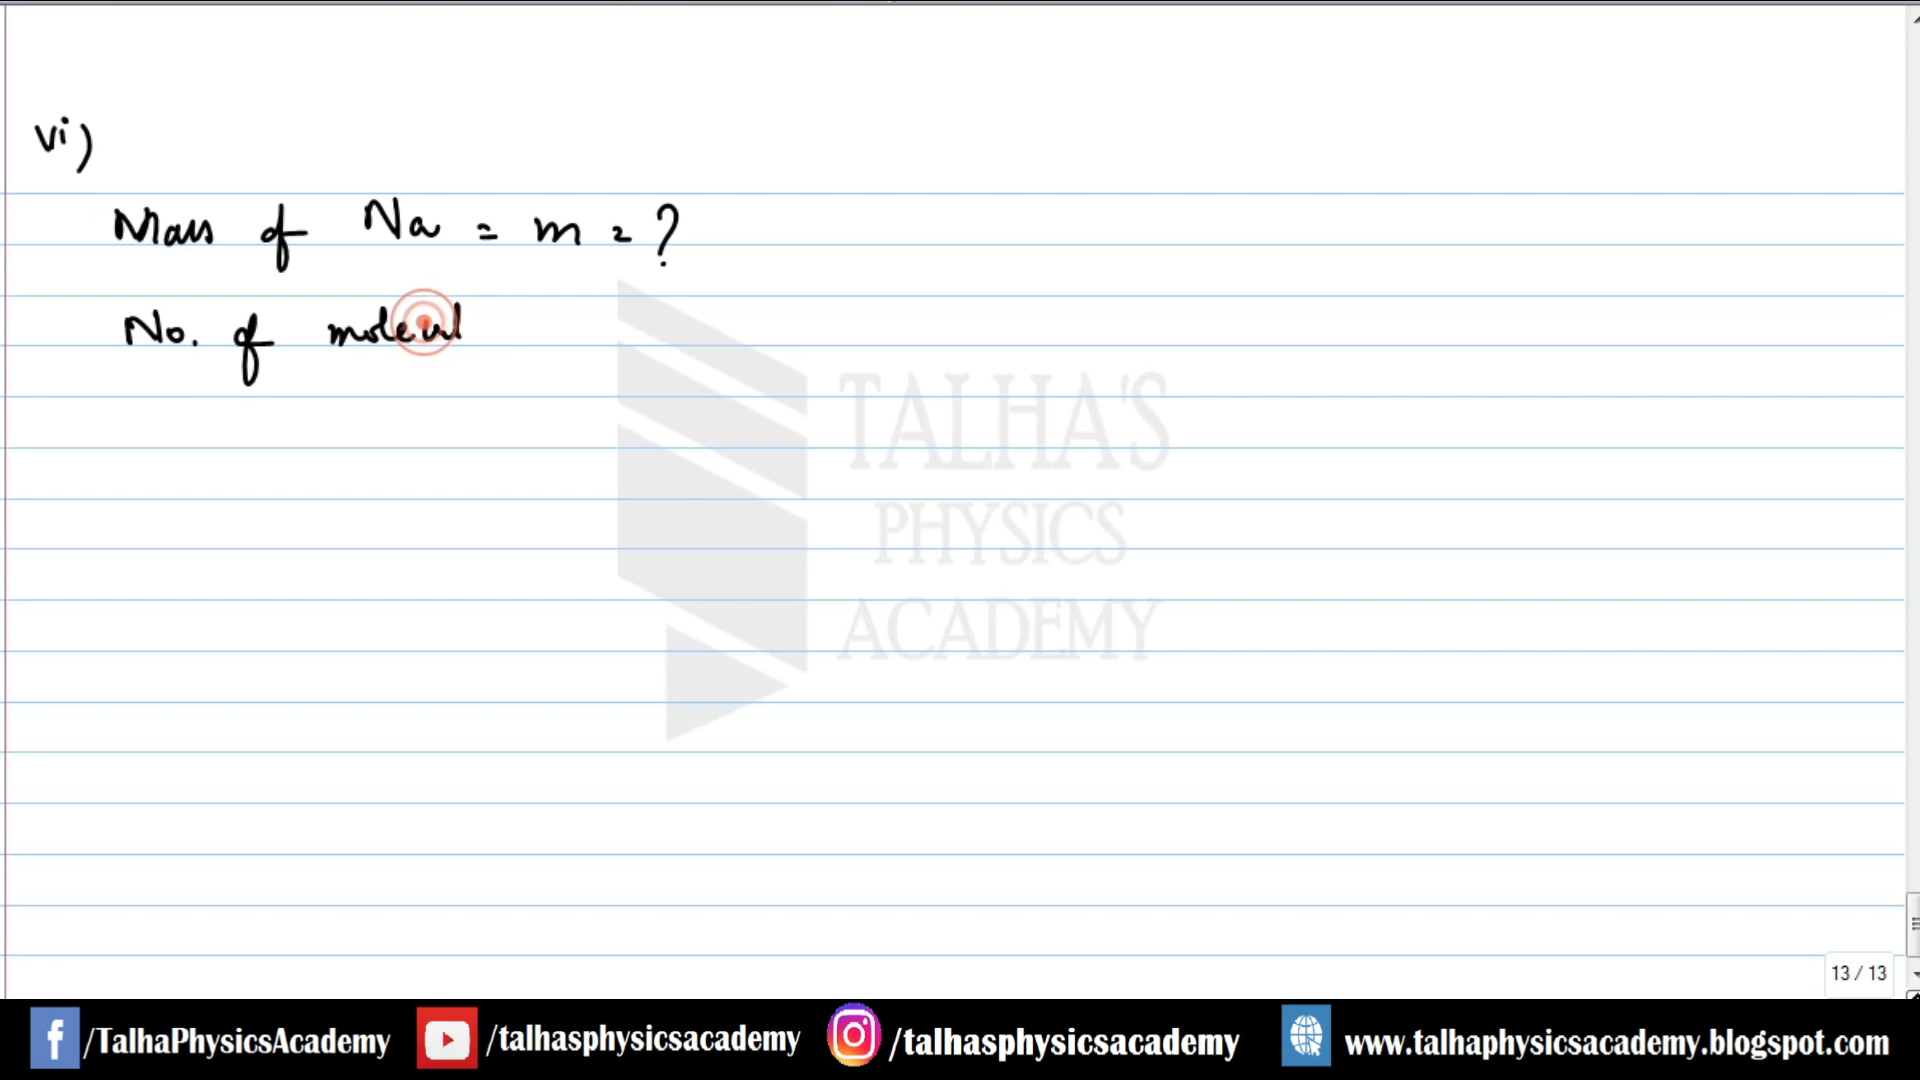 vi)
Mass of Na = m = ?
No. of molecul
TALHA'S
PHYSICS
ACADEMY
13 / 13
/TalhaPhysicsAcademy
/talhasphysicsacademy
/talhasphysicsacademy
www.talhaphysicsacademy.blogspot.com